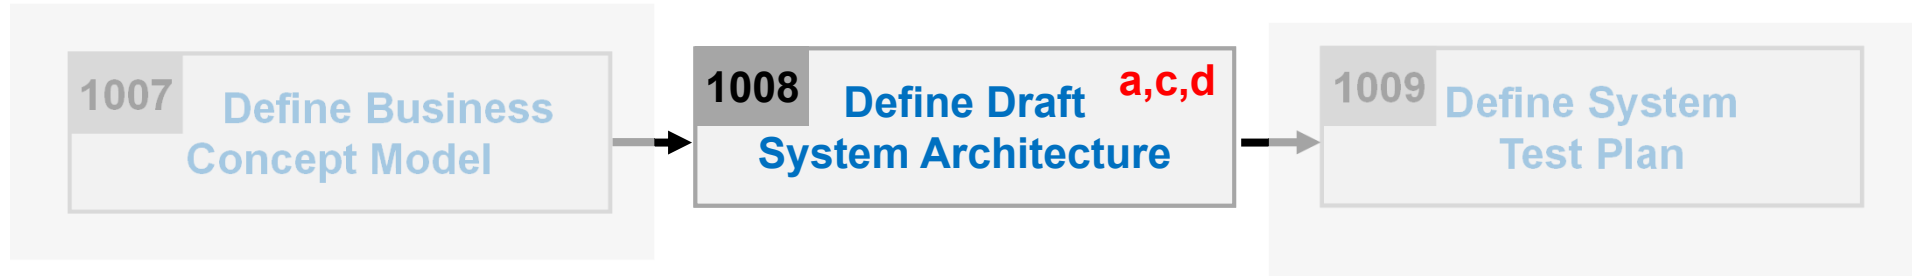 1007
Define Business
Concept Model
1008
a,c,d
Define Draft
System Architecture
1009
Define System
Test Plan